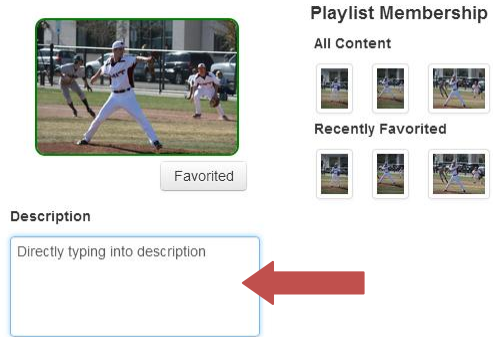 Playlist Membership
All Content
Recently Favorited
Favorited
Description
Directly typing into description